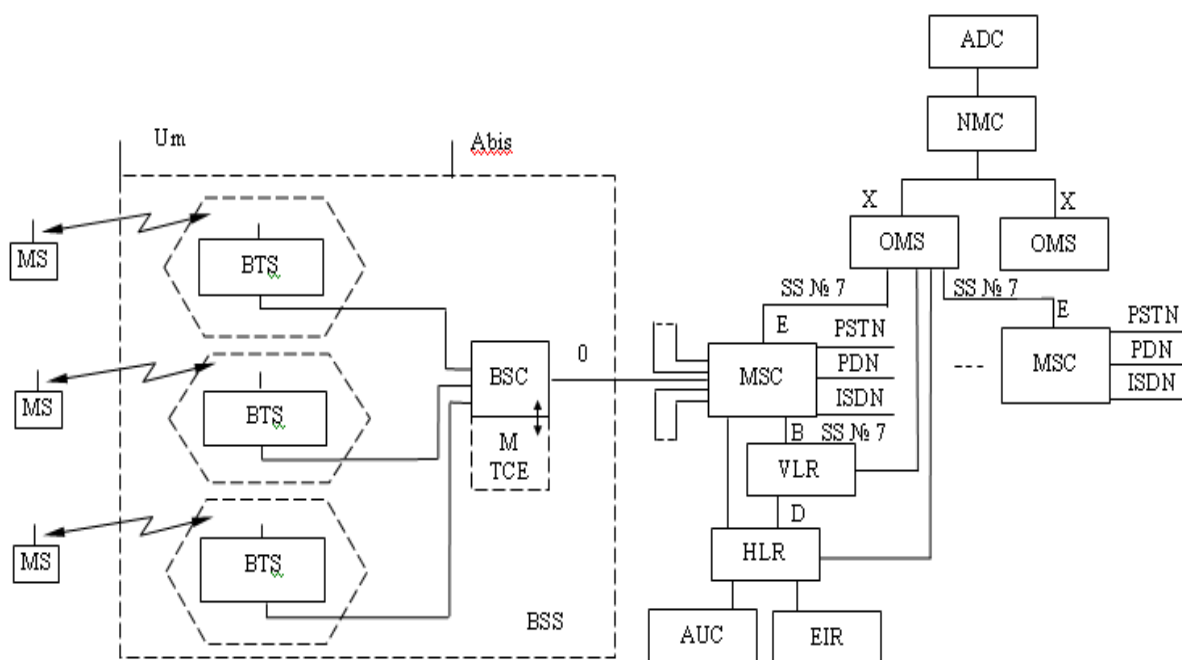 ADC
NMC
Um
Abis
X
X
OMS
OMS
MS
BTS
SS № 7
SS № 7
E
E
PSTN
PSTN
0
BSC
MSC
PDN
MSC
PDN
ISDN
ISDN
MS
BTS
B
SS № 7
M
TCE
VLR
D
MS
BTS
HLR
BSS
AUC
EIR